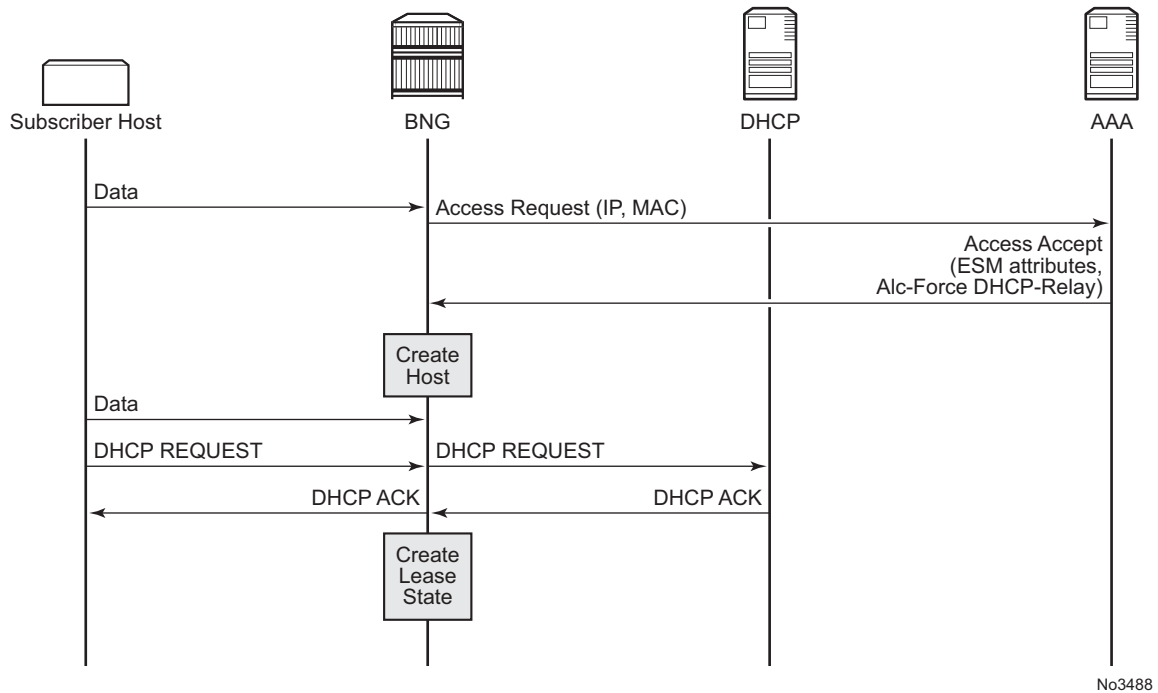 Subscriber Host
BNG
DHCP
AAA
Data
Access Request (IP, MAC)
Access Accept
(ESM attributes,
Alc-Force DHCP-Relay)
Create
Host
Data
DHCP REQUEST
DHCP REQUEST
DHCP ACK
DHCP ACK
Create
Lease
State
No3488